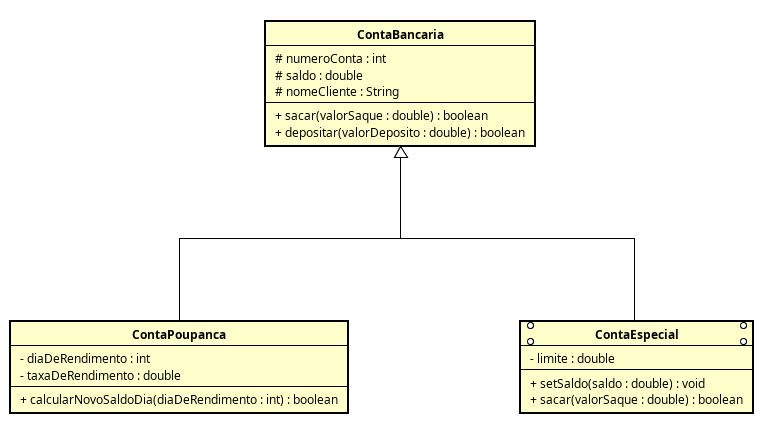 ContaBancaria
# numeroConta : int
# saldo : double
# nomeCliente : String
+ sacar(valorSaque : double) : boolean
+ depositar(valorDeposito : double) : boolean
ContaPoupanca
- diaDeRendimento : int
- taxaDeRendimento : double
+ calcularNovoSaldoDia(diaDeRendimento : int) : boolean
ContaEspecial
- limite : double
+ setSaldo(saldo : double) : void
+ sacar(valorSaque : double) : boolean